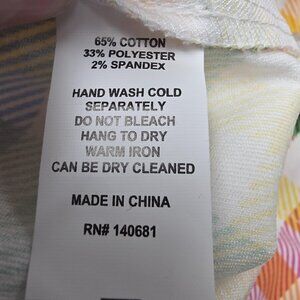 65% COTTON
33% POLYESTER
2% SPANDEX
HAND WASH COLD
SEPARATELY
DO NOT BLEACH
HANG TO DRY
WARM IRON
CAN BE DRY CLEANED
MADE IN CHINA
RN# 140681